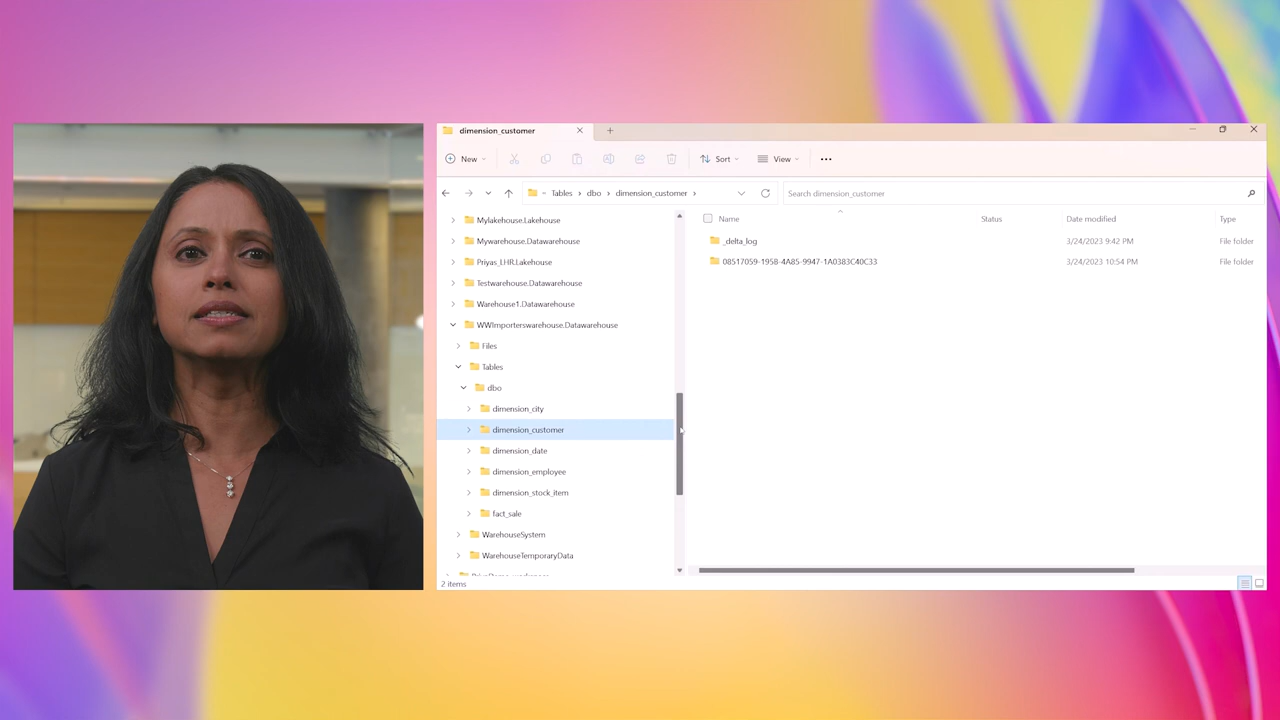 dimension_customer
New
Sort
View
Tables > dbo > dimension_customer >
Search dimension_customer
Name Status Date modified Type
_delta_log 3/24/2023 9:42 PM File folder
08517059-1958-4A85-9947-1A0383C40C33 3/24/2023 10:54 PM File folder
Mylakehouse.Lakehouse
Mywarehouse.Datawarehouse
Priyas_LHR.Lakehouse
Testwarehouse.Datawarehouse
Warehouse1.Datawarehouse
WWImporterswarehouse.Datawarehouse
Files
Tables
dbo
dimension_city
dimension_customer
dimension_date
dimension_employee
dimension_stock_item
fact_sale
WarehouseSystem
WarehouseTemporaryData
2 items